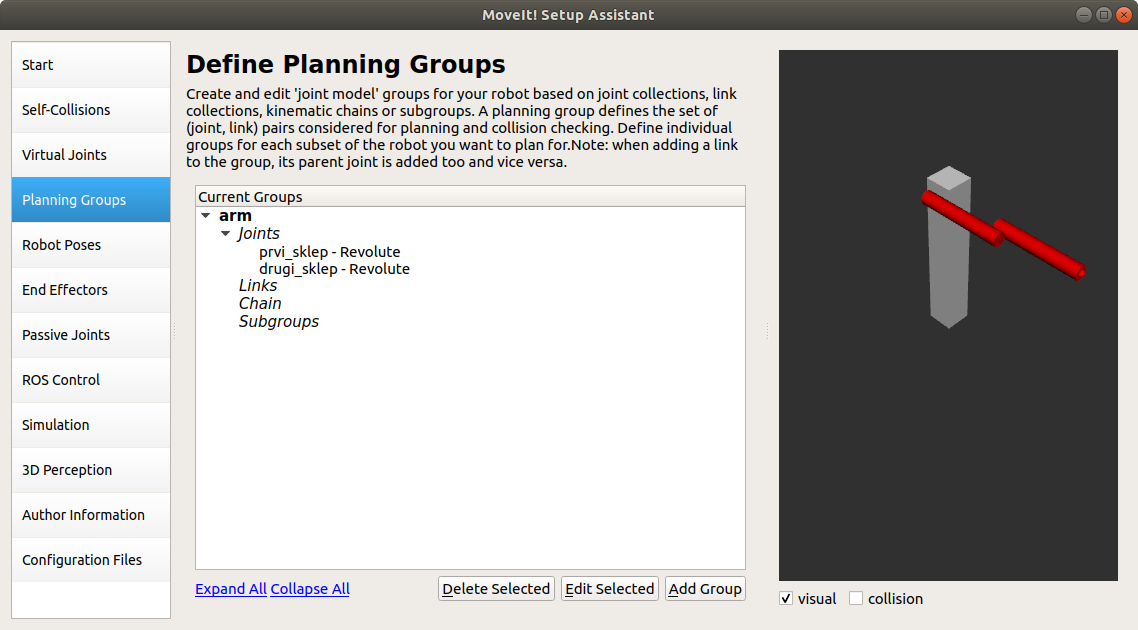 MoveIt! Setup Assistant
Start
Self-Collisions
Virtual Joints
Planning Groups
Robot Poses
End Effectors
Passive Joints
ROS Control
Simulation
3D Perception
Author Information
Configuration Files
Define Planning Groups
Create and edit 'joint model' groups for your robot based on joint collections, link
collections, kinematic chains or subgroups. A planning group defines the set of
(joint, link) pairs considered for planning and collision checking. Define individual
groups for each subset of the robot you want to plan for.Note: when adding a link
to the group, its parent joint is added too and vice versa.
Current Groups
arm
Joints
prvi_sklep - Revolute
drugi_sklep - Revolute
Links
Chain
Subgroups
Expand All Collapse All
Delete Selected
Edit Selected
Add Group
visual
collision